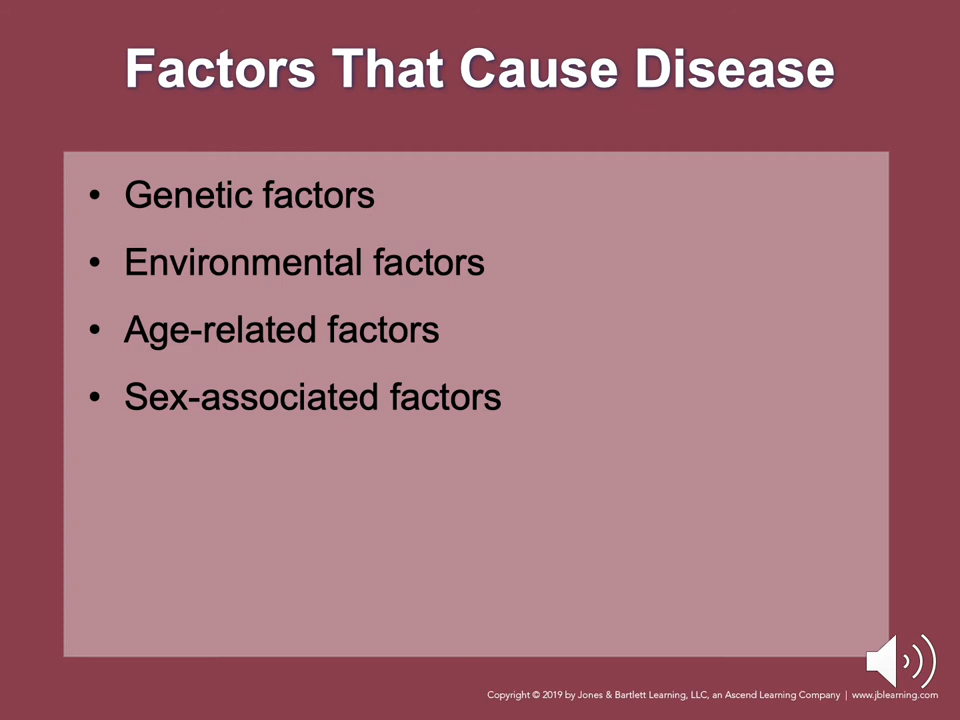 Factors That Cause Disease
• Genetic factors
• Environmental factors
• Age-related factors
• Sex-associated factors
Copyright © 2019 by Jones & Bartlett Learning, LLC, an Ascend Learning Company | www.jblearning.com